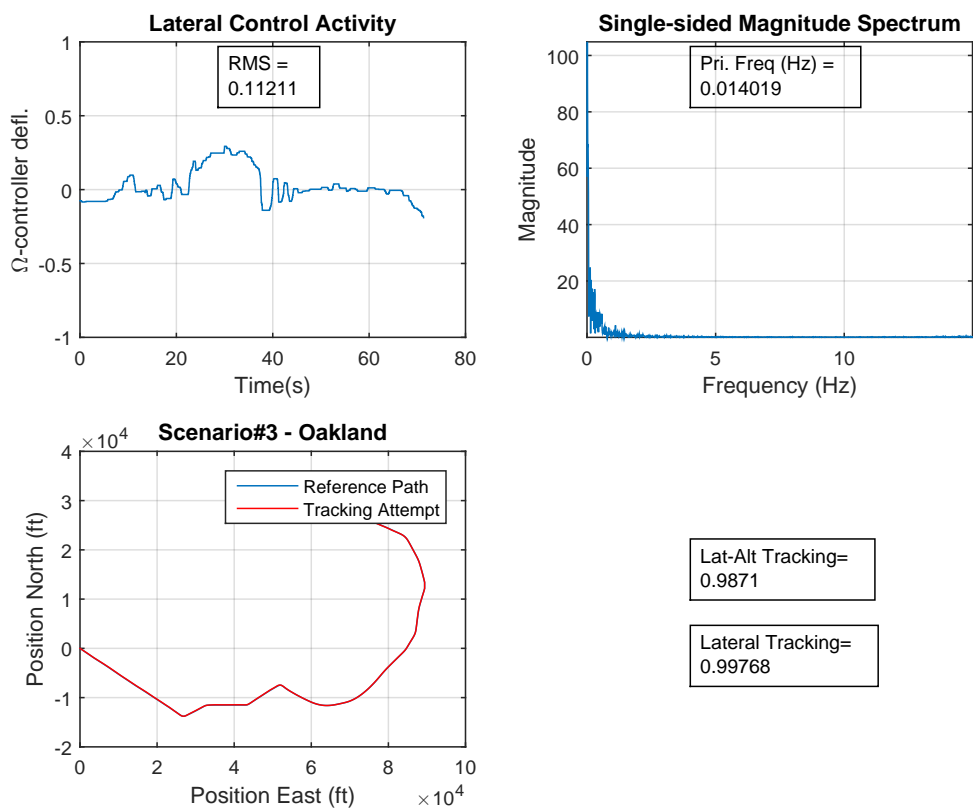 Lateral Control Activity
1
0.5
0
-0.5
-1
Ω-controller defl.
RMS =
0.11211
0 20 40 60 80
Time(s)
Single-sided Magnitude Spectrum
100
80
60
40
20
Magnitude
Pri. Freq (Hz) =
0.014019
0 5 10
Frequency (Hz)
Scenario#3 - Oakland
×10⁴
4
3
2
1
0
-1
-2
Position North (ft)
Reference Path
Tracking Attempt
0 2 4 6 8 10
Position East (ft)
×10⁴
Lat-Alt Tracking=
0.9871
Lateral Tracking=
0.99768